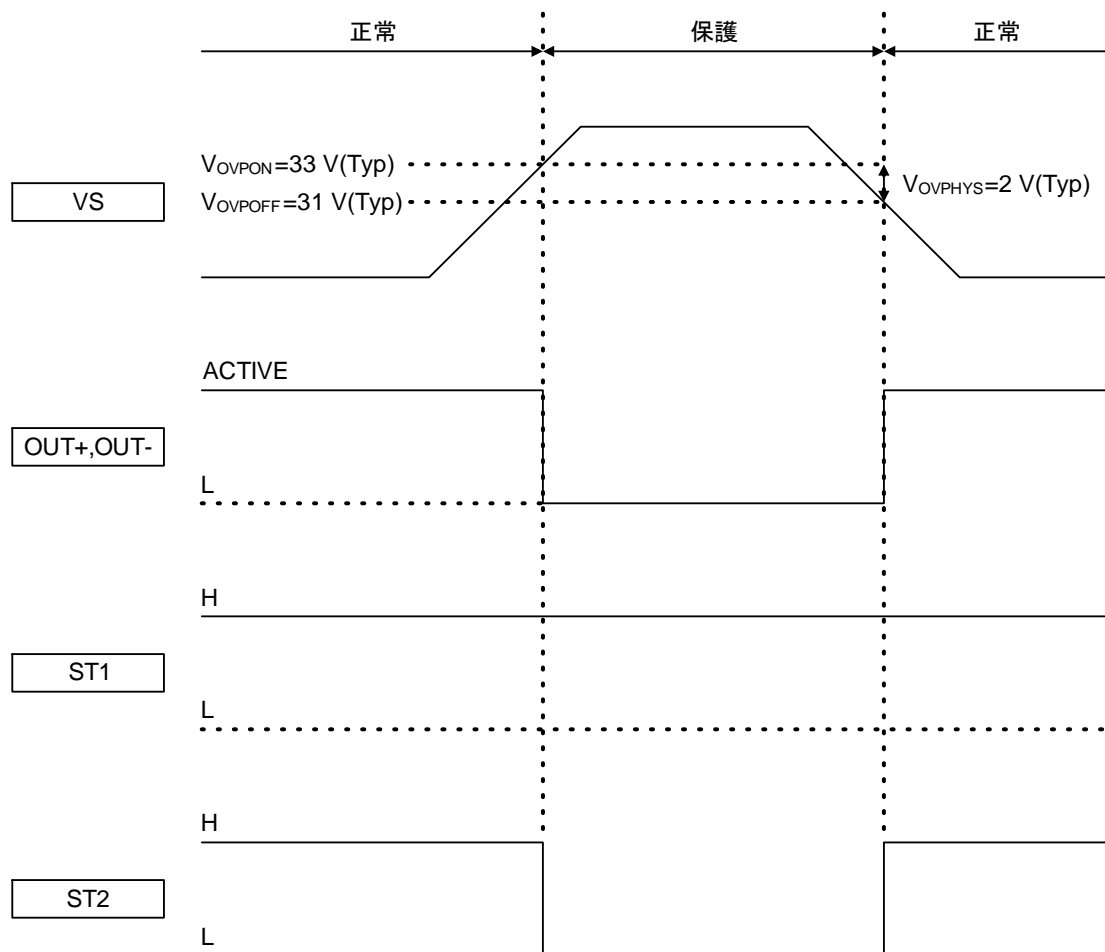 正常
保護
正常
VS
VOVPON=33 V(Typ)
VOVPOFF=31 V(Typ)
VOVPHYS=2 V(Typ)
OUT+,OUT-
ACTIVE
L
ST1
H
L
ST2
H
L